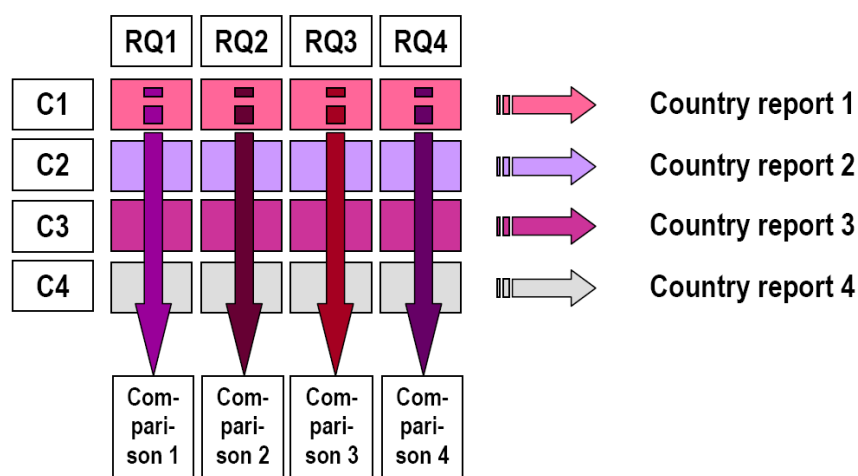 RQ1 RQ2 RQ3 RQ4
C1 Country report 1
C2 Country report 2
C3 Country report 3
C4 Country report 4
Com- Com- Com- Com-
pari- pari- pari- pari-
son 1 son 2 son 3 son 4